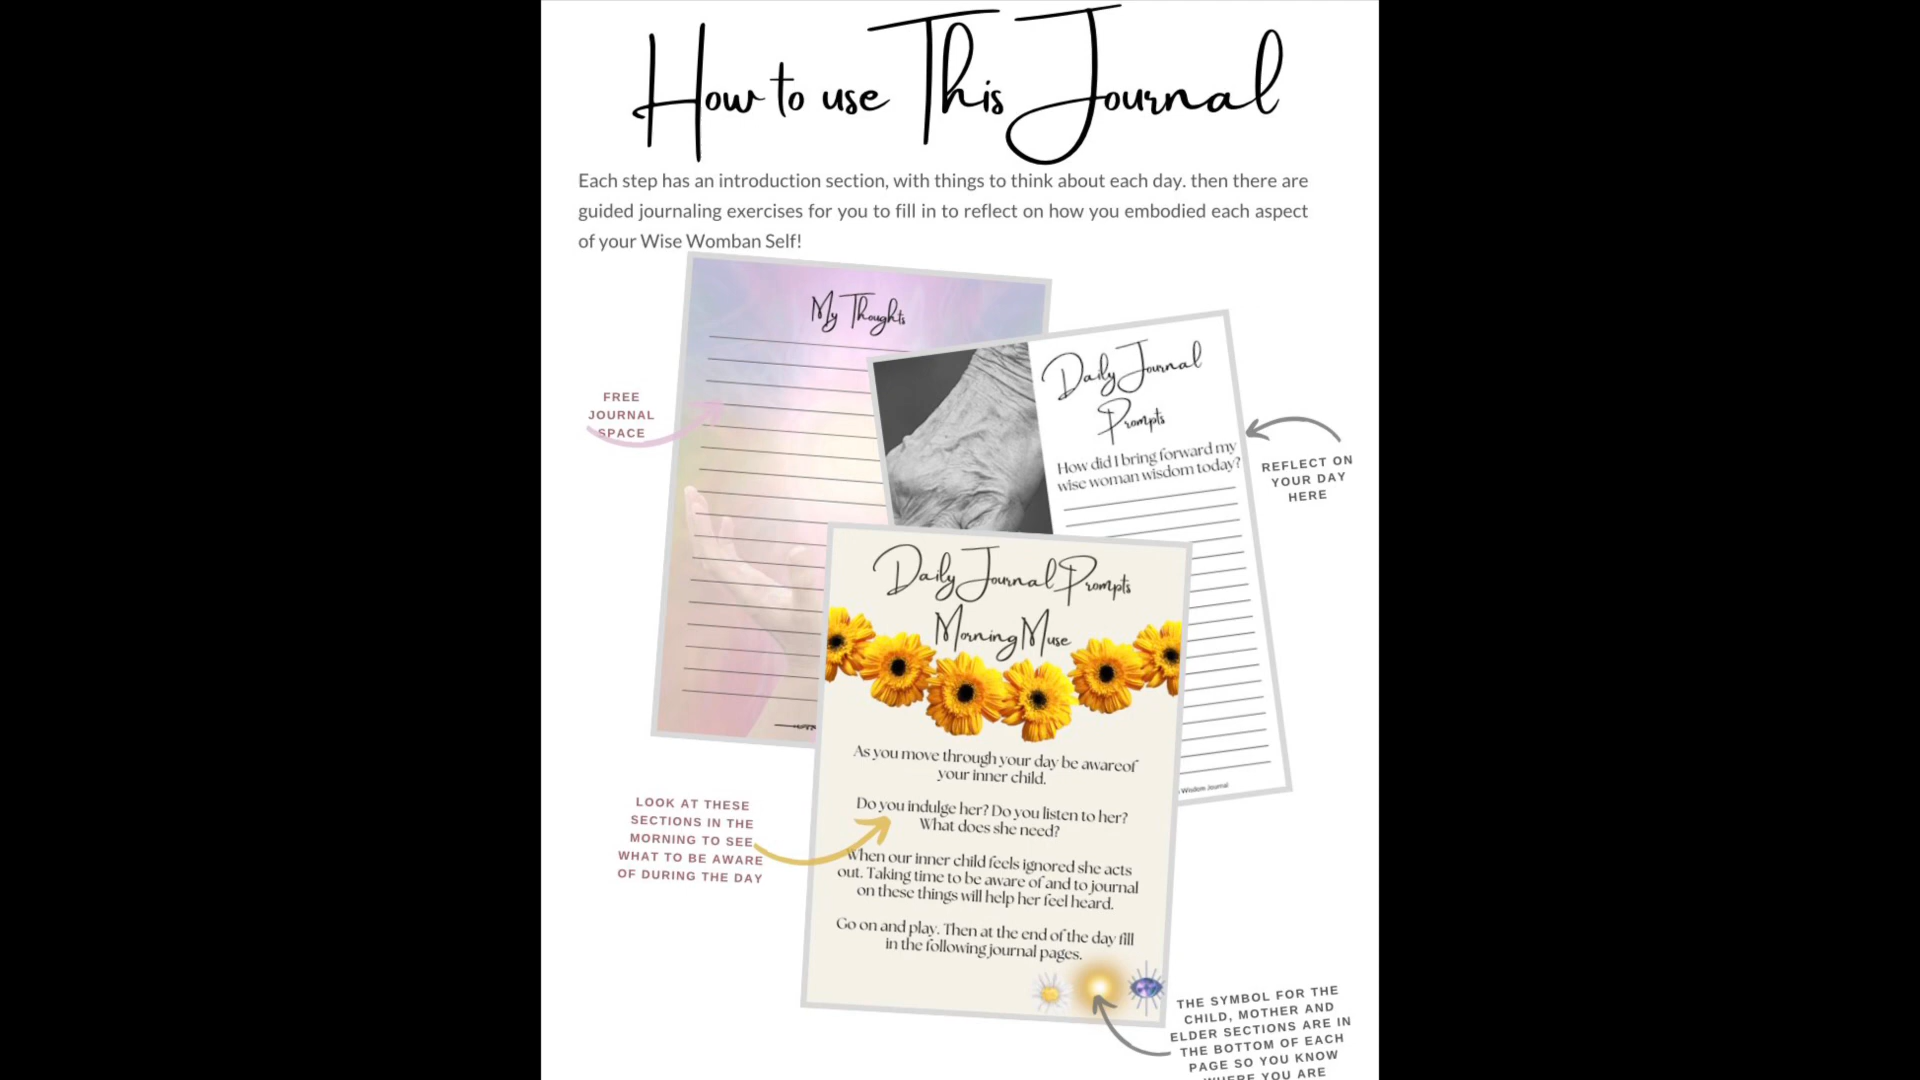 How to use This Journal
Each step has an introduction section, with things to think about each day. then there are
guided journaling exercises for you to fill in to reflect on how you embodied each aspect
of your Wise Womban Self!
My Thoughts
FREE
JOURNAL
SPACE
Daily Journal
Prompts
How did I bring forward my
wise woman wisdom today?
REFLECT ON
YOUR DAY
HERE
Daily Journal Prompts
Morning Muse
As you move through your day be awareof
your inner child.
Do you indulge her? Do you listen to her?
What does she need?
When our inner child feels ignored she acts
out. Taking time to be aware of and to journal
on these things will help her feel heard.
Go on and play. Then at the end of the day fill
in the following journal pages.
Wisdom Journal
LOOK AT THESE
SECTIONS IN THE
MORNING TO SEE
WHAT TO BE AWARE
OF DURING THE DAY
THE SYMBOL FOR THE
CHILD, MOTHER AND
ELDER SECTIONS ARE IN
THE BOTTOM OF EACH
PAGE SO YOU KNOW
WHERE YOU ARE